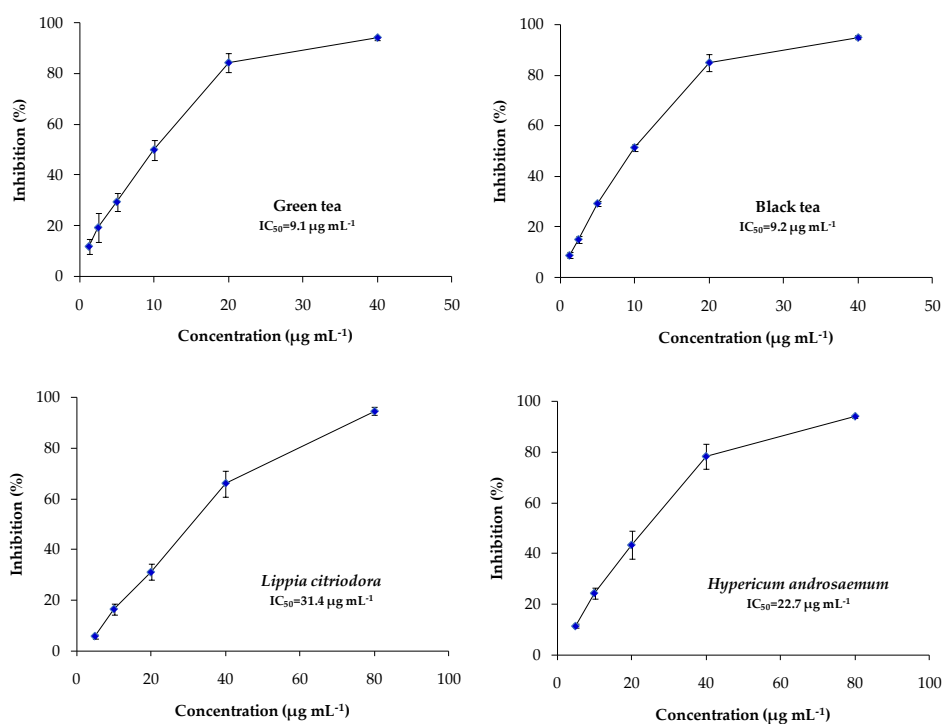 100
80
60
40
20
0
Inhibition (%)
Green tea
IC₅₀=9.1 µg mL⁻¹
0 10 20 30 40 50
Concentration (µg mL⁻¹)
100
80
60
40
20
0
Inhibition (%)
Black tea
IC₅₀=9.2 µg mL⁻¹
0 10 20 30 40 50
Concentration (µg mL⁻¹)
100
80
60
40
20
0
Inhibition (%)
Lippia citriodora
IC₅₀=31.4 µg mL⁻¹
0 20 40 60 80 100
Concentration (µg mL⁻¹)
100
80
60
40
20
0
Inhibition (%)
Hypericum androsaemum
IC₅₀=22.7 µg mL⁻¹
0 20 40 60 80 100
Concentration (µg mL⁻¹)